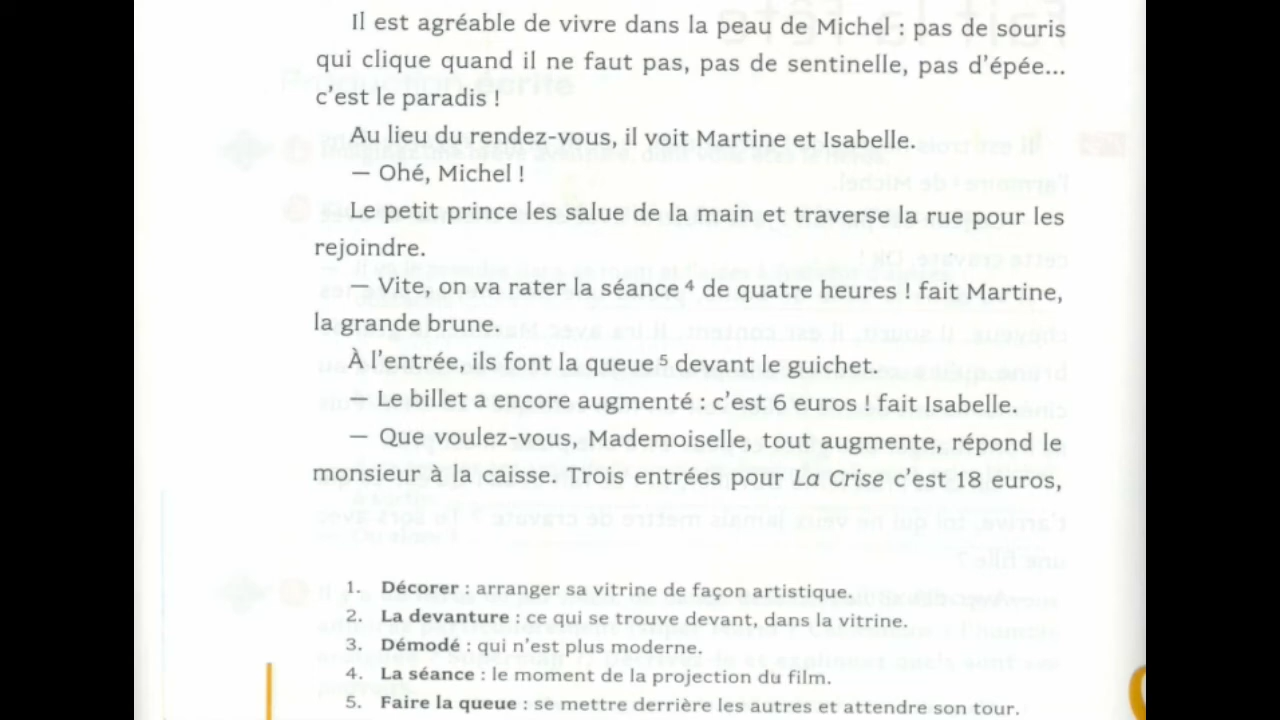 Il est agréable de vivre dans la peau de Michel : pas de souris
qui clique quand il ne faut pas, pas de sentinelle, pas d'épée...
c'est le paradis !
Au lieu du rendez-vous, il voit Martine et Isabelle.
— Ohé, Michel !
Le petit prince les salue de la main et traverse la rue pour les
rejoindre.
— Vite, on va rater la séance⁴ de quatre heures ! fait Martine,
la grande brune.
À l'entrée, ils font la queue⁵ devant le guichet.
— Le billet a encore augmenté : c'est 6 euros ! fait Isabelle.
— Que voulez-vous, Mademoiselle, tout augmente, répond le
monsieur à la caisse. Trois entrées pour La Crise c'est 18 euros,
1. Décorer : arranger sa vitrine de façon artistique.
2. La devanture : ce qui se trouve devant, dans la vitrine.
3. Démodé : qui n'est plus moderne.
4. La séance : le moment de la projection du film.
5. Faire la queue : se mettre derrière les autres et attendre son tour.